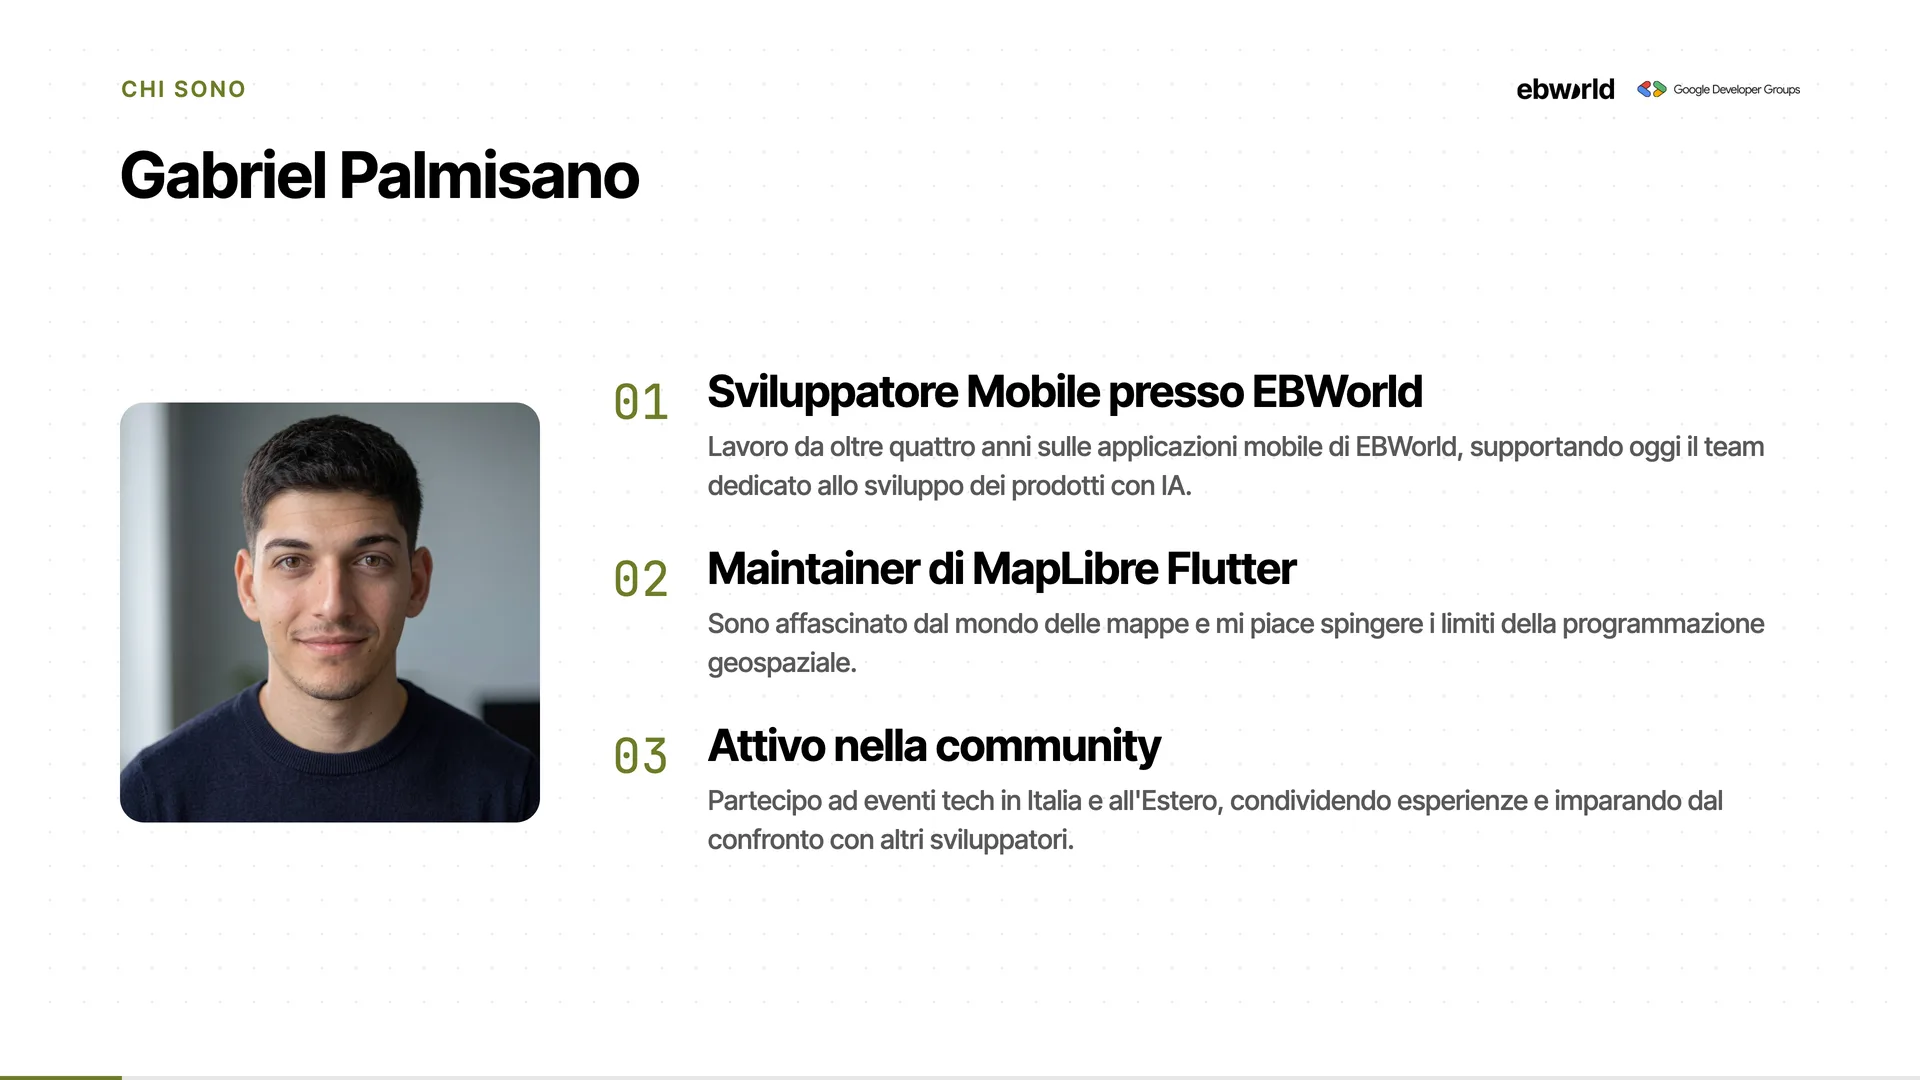 CHI SONO
ebworld
Google Developer Groups
Gabriel Palmisano
01
Sviluppatore Mobile presso EBWorld
Lavoro da oltre quattro anni sulle applicazioni mobile di EBWorld, supportando oggi il team
dedicato allo sviluppo dei prodotti con IA.
02
Maintainer di MapLibre Flutter
Sono affascinato dal mondo delle mappe e mi piace spingere i limiti della programmazione
geospaziale.
03
Attivo nella community
Partecipo ad eventi tech in Italia e all'Estero, condividendo esperienze e imparando dal
confronto con altri sviluppatori.